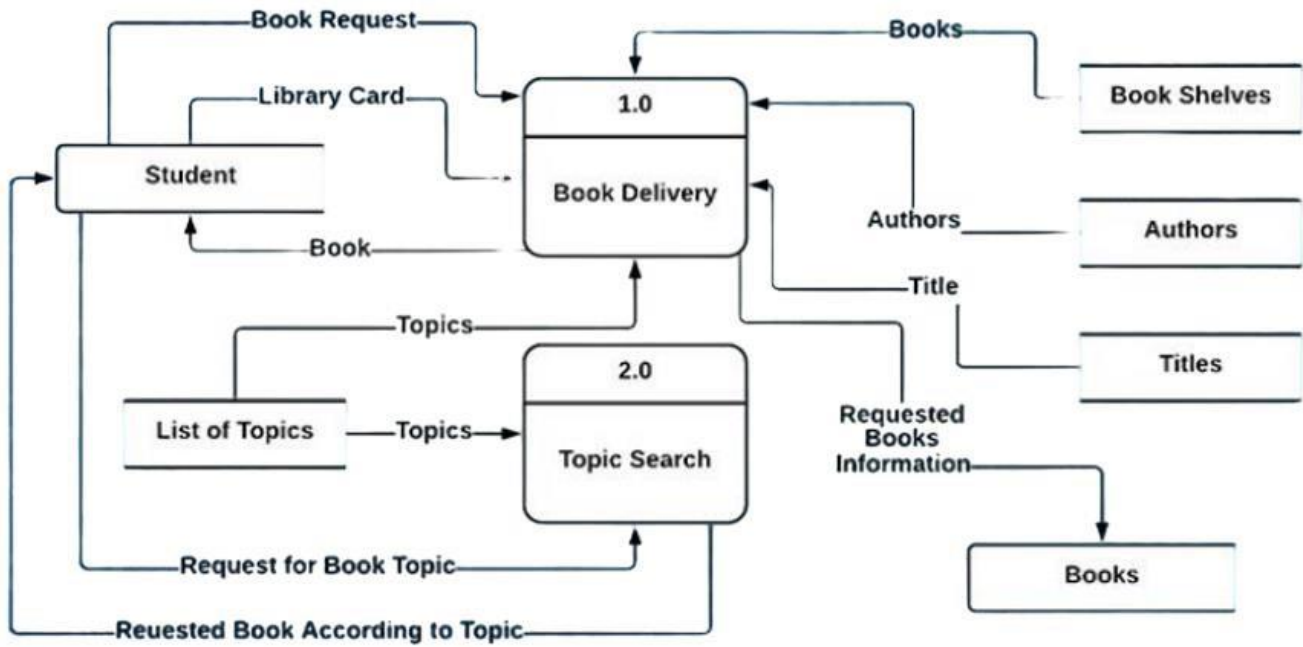 Book Request
Books
Library Card
1.0
Book Shelves
Student
Book Delivery
Authors
Authors
Book
Title
Topics
Titles
2.0
List of Topics
Topics
Topic Search
Requested
Books
Information
Request for Book Topic
Books
Reuested Book According to Topic